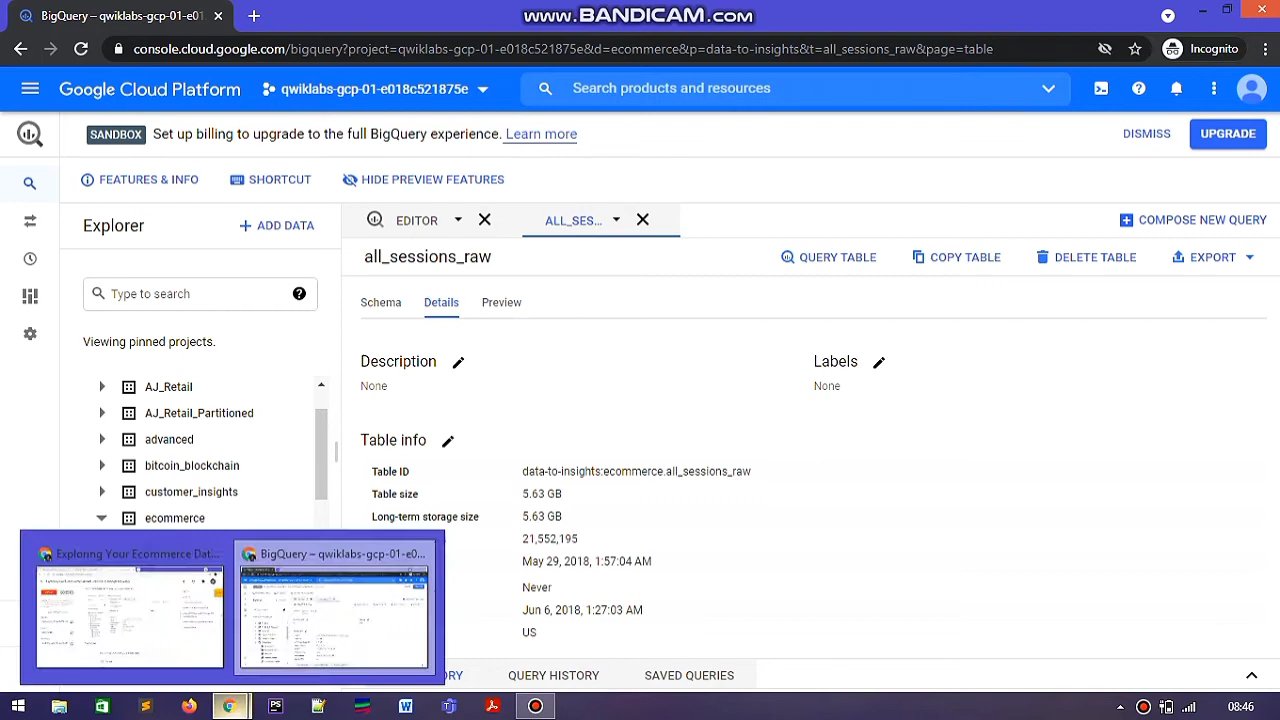 BigQuery – qwiklabs-gcp-01-e018
www.BANDICAM.com
console.cloud.google.com/bigquery?project=qwiklabs-gcp-01-e018c521875e&d=ecommerce&p=data-to-insights&t=all_sessions_raw&page=table
Incognito
Google Cloud Platform
qwiklabs-gcp-01-e018c521875e
Search products and resources
SANDBOX Set up billing to upgrade to the full BigQuery experience. Learn more
DISMISS
UPGRADE
FEATURES & INFO
SHORTCUT
HIDE PREVIEW FEATURES
Explorer
+ ADD DATA
EDITOR
ALL_SES...
COMPOSE NEW QUERY
all_sessions_raw
QUERY TABLE
COPY TABLE
DELETE TABLE
EXPORT
Type to search
Schema
Details
Preview
Viewing pinned projects.
Description
None
Labels
None
AJ_Retail
AJ_Retail_Partitioned
advanced
bitcoin_blockchain
customer_insights
ecommerce
Table info
Table ID data-to-insights:ecommerce.all_sessions_raw
Table size 5.63 GB
Long-term storage size 5.63 GB
21,552,195
May 29, 2018, 1:57:04 AM
Never
Jun 6, 2018, 1:27:03 AM
US
Exploring Your Ecommerce Dat...
BigQuery – qwiklabs-gcp-01-e0...
ORY
QUERY HISTORY
SAVED QUERIES
08:46